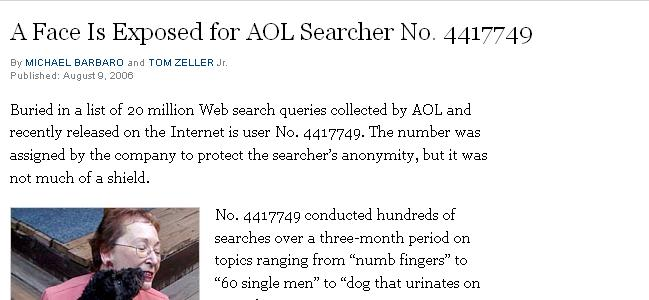 A Face Is Exposed for AOL Searcher No. 4417749
By MICHAEL BARBARO and TOM ZELLER Jr.
Published: August 9, 2006
Buried in a list of 20 million Web search queries collected by AOL and
recently released on the Internet is user No. 4417749. The number was
assigned by the company to protect the searcher’s anonymity, but it was
not much of a shield.
No. 4417749 conducted hundreds of
searches over a three-month period on
topics ranging from “numb fingers” to
“60 single men” to “dog that urinates on